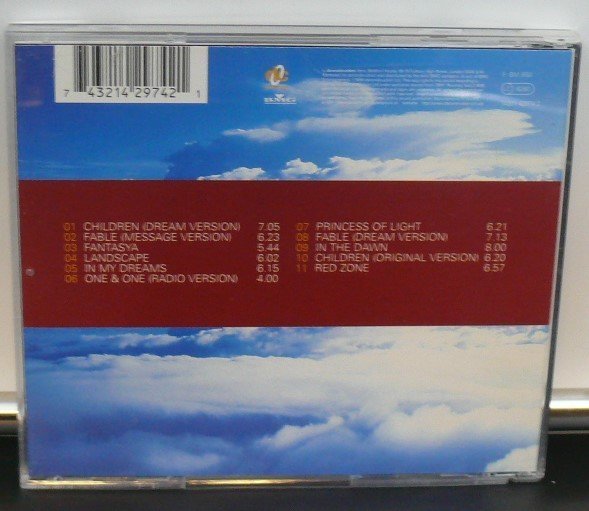 7 43214 29742 1
BMG
01 CHILDREN (DREAM VERSION) 7.05
02 FABLE (MESSAGE VERSION) 6.23
03 FANTASYA 5.44
04 LANDSCAPE 6.02
05 IN MY DREAMS 6.15
06 ONE & ONE (RADIO VERSION) 4.00
07 PRINCESS OF LIGHT 6.21
08 FABLE (DREAM VERSION) 7.13
09 IN THE DAWN 8.00
10 CHILDREN (ORIGINAL VERSION) 6.20
11 RED ZONE 6.57